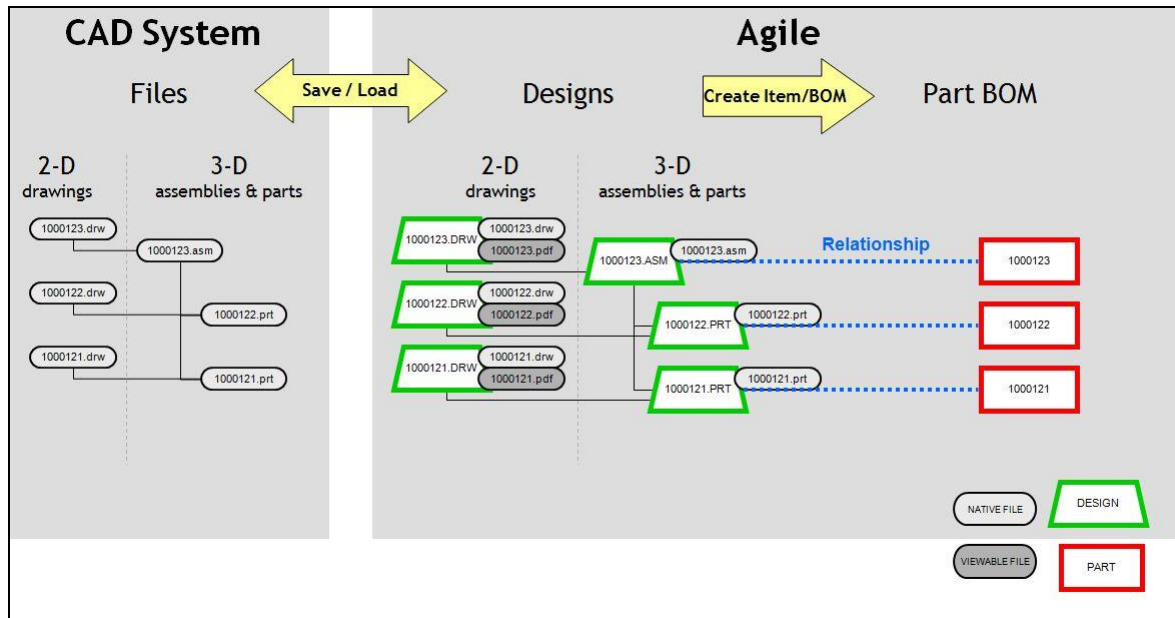 CAD System
Agile
Files
Save / Load
Designs
Create Item/BOM
Part BOM
2-D
drawings
3-D
assemblies & parts
2-D
drawings
3-D
assemblies & parts
1000123.drw
1000123.asm
1000122.drw
1000122.prt
1000121.drw
1000121.prt
1000123.DRW
1000123.drw
1000123.pdf
1000123.ASM
1000123.asm
Relationship
1000123
1000122.DRW
1000122.drw
1000122.pdf
1000122.PRT
1000122.prt
1000122
1000121.DRW
1000121.drw
1000121.pdf
1000121.PRT
1000121.prt
1000121
NATIVE FILE
DESIGN
VIEWABLE FILE
PART